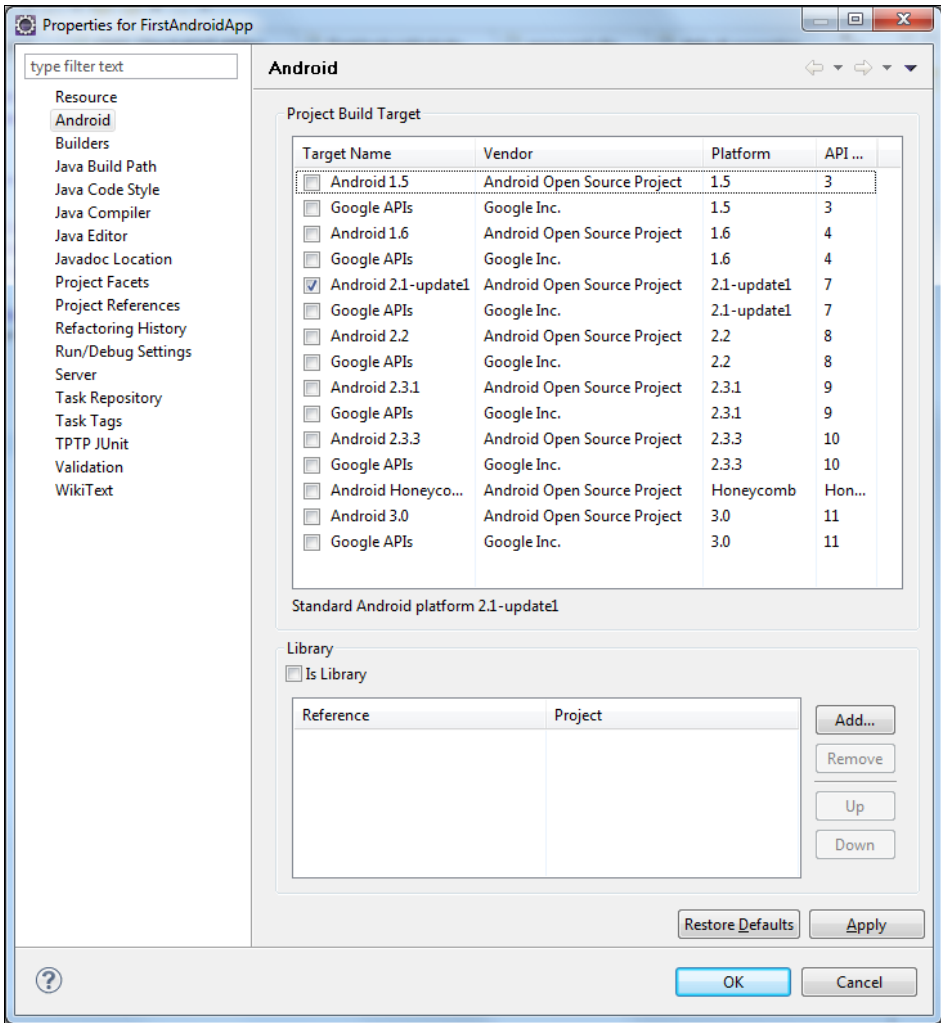 Properties for FirstAndroidApp
type filter text
Resource
Android
Builders
Java Build Path
Java Code Style
Java Compiler
Java Editor
Javadoc Location
Project Facets
Project References
Refactoring History
Run/Debug Settings
Server
Task Repository
Task Tags
TPTP JUnit
Validation
WikiText
Android
Project Build Target
Target Name Vendor Platform API ...
Android 1.5 Android Open Source Project 1.5 3
Google APIs Google Inc. 1.5 3
Android 1.6 Android Open Source Project 1.6 4
Google APIs Google Inc. 1.6 4
Android 2.1-update1 Android Open Source Project 2.1-update1 7
Google APIs Google Inc. 2.1-update1 7
Android 2.2 Android Open Source Project 2.2 8
Google APIs Google Inc. 2.2 8
Android 2.3.1 Android Open Source Project 2.3.1 9
Google APIs Google Inc. 2.3.1 9
Android 2.3.3 Android Open Source Project 2.3.3 10
Google APIs Google Inc. 2.3.3 10
Android Honeyco... Android Open Source Project Honeycomb Hon...
Android 3.0 Android Open Source Project 3.0 11
Google APIs Google Inc. 3.0 11
Standard Android platform 2.1-update1
Library
Is Library
Reference Project
Add...
Remove
Up
Down
Restore Defaults Apply
? OK Cancel